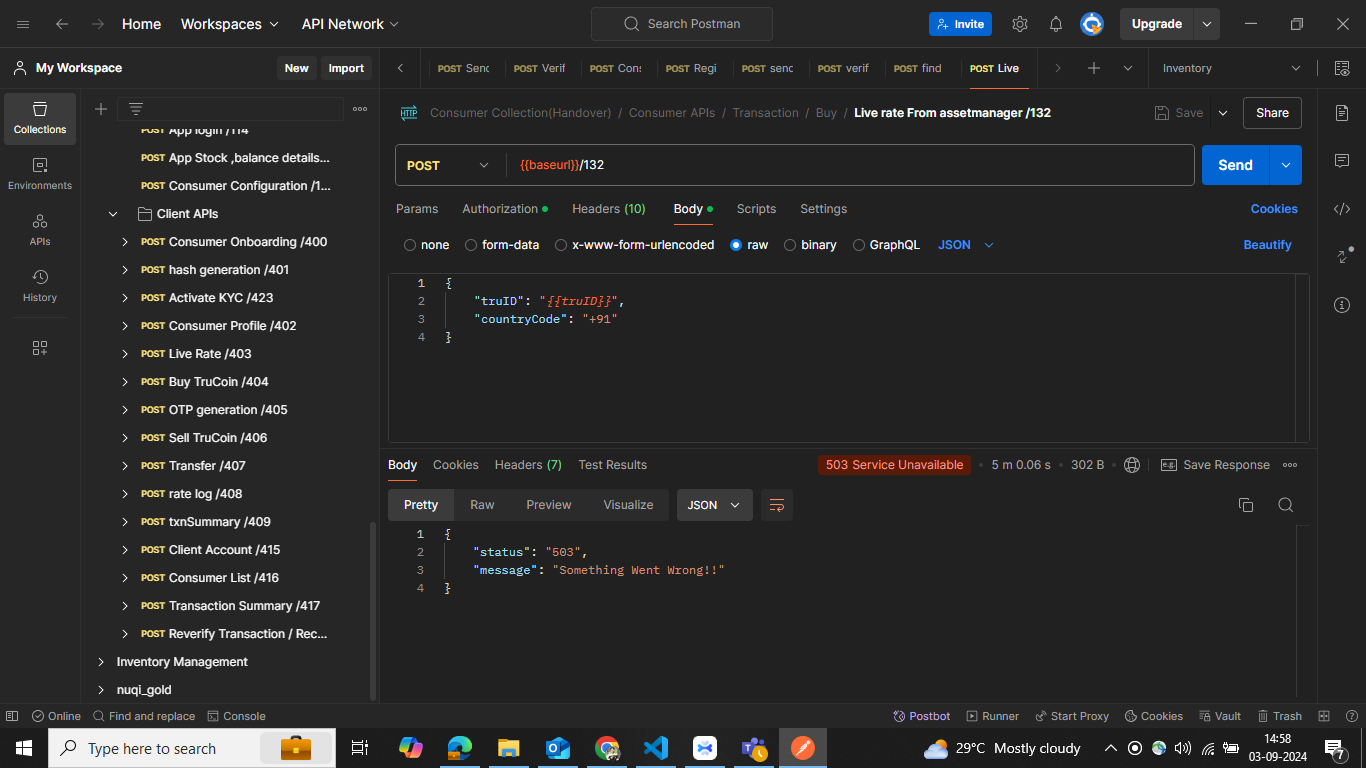 Home Workspaces API Network Search Postman Invite Upgrade
My Workspace New Import
POST Send POST Verif POST Cons POST Regi POST send POST verif POST find POST Live Inventory
Collections
Environments
APIs
History
POST App login /114
POST App Stock ,balance details...
POST Consumer Configuration /1...
Client APIs
POST Consumer Onboarding /400
POST hash generation /401
POST Activate KYC /423
POST Consumer Profile /402
POST Live Rate /403
POST Buy TruCoin /404
POST OTP generation /405
POST Sell TruCoin /406
POST Transfer /407
POST rate log /408
POST txnSummary /409
POST Client Account /415
POST Consumer List /416
POST Transaction Summary /417
POST Reverify Transaction / Rec...
Inventory Management
nuqi_gold
HTTP Consumer Collection(Handover) / Consumer APIs / Transaction / Buy / Live rate From assetmanager /132 Save Share
POST {{baseurl}}/132 Send
Params Authorization Headers (10) Body Scripts Settings Cookies
none form-data x-www-form-urlencoded raw binary GraphQL JSON Beautify
1 {
2 "truID": "{{truID}}",
3 "countryCode": "+91"
4 }
Body Cookies Headers (7) Test Results 503 Service Unavailable 5 m 0.06 s 302 B e.g. Save Response
Pretty Raw Preview Visualize JSON
1 {
2 "status": "503",
3 "message": "Something Went Wrong!!"
4 }
Online Find and replace Console Postbot Runner Start Proxy Cookies Vault Trash
Type here to search 29°C Mostly cloudy 14:58
03-09-2024 7